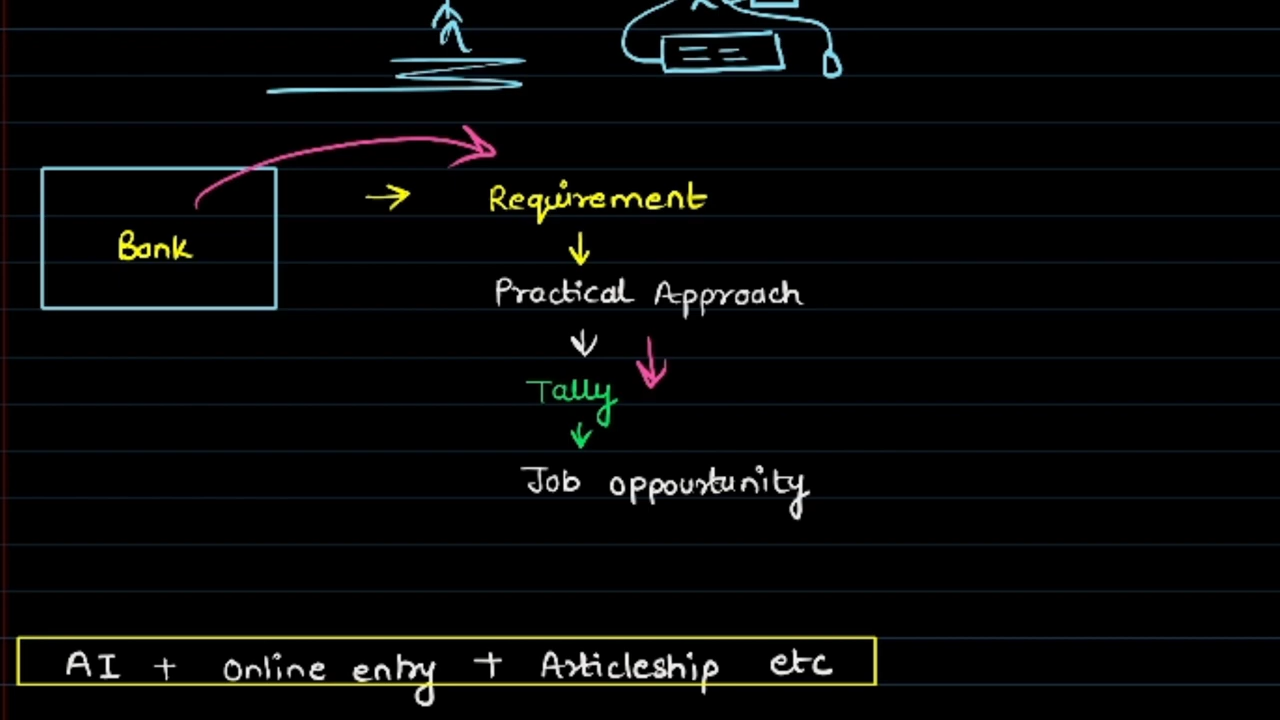 Bank
→ Requirement
↓
Practical Approach
↓ ↓
Tally
↓
Job oppourtunity
AI + Online entry + Articleship etc